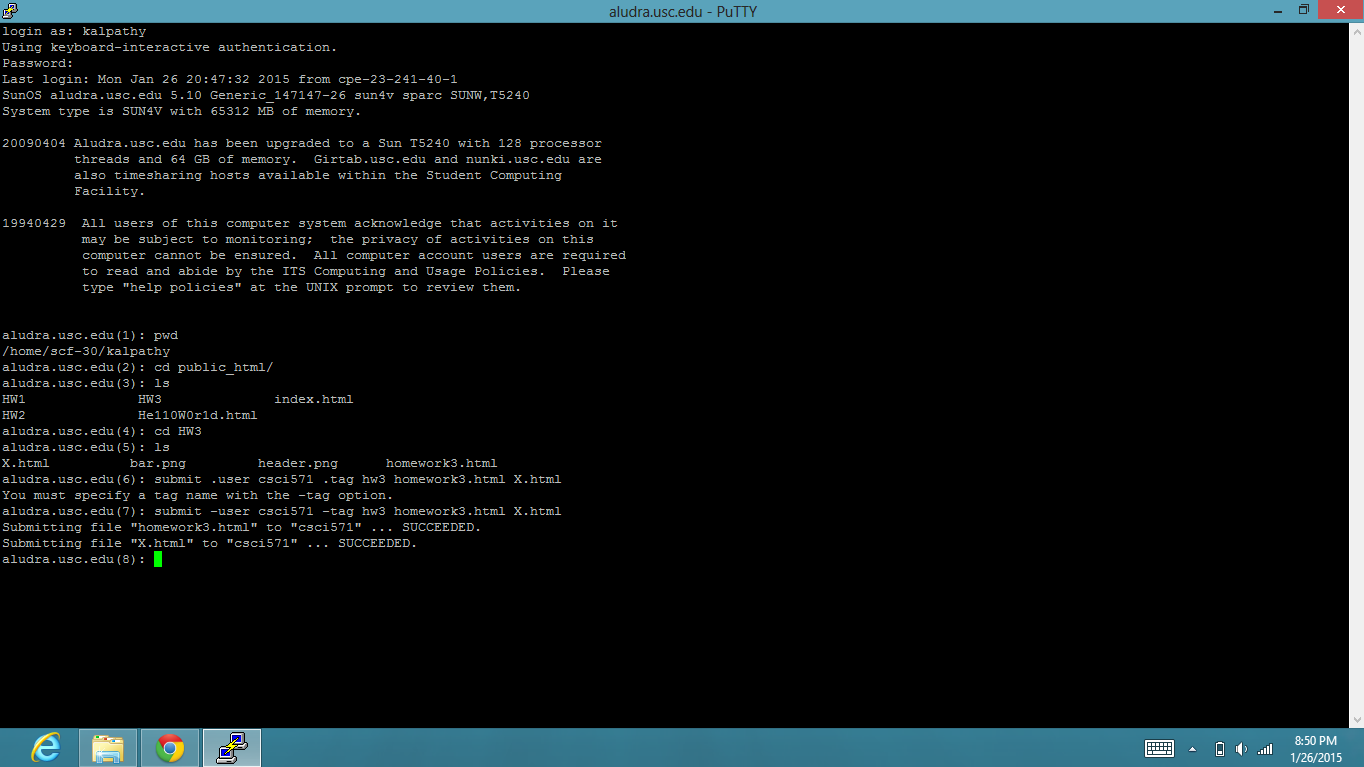 aludra.usc.edu - PuTTY
login as: kalpathy
Using keyboard-interactive authentication.
Password:
Last login: Mon Jan 26 20:47:32 2015 from cpe-23-241-40-1
SunOS aludra.usc.edu 5.10 Generic_147147-26 sun4v sparc SUNW,T5240
System type is SUN4V with 65312 MB of memory.
20090404 Aludra.usc.edu has been upgraded to a Sun T5240 with 128 processor
threads and 64 GB of memory.  Girtab.usc.edu and nunki.usc.edu are
also timesharing hosts available within the Student Computing
Facility.
19940429  All users of this computer system acknowledge that activities on it
may be subject to monitoring;  the privacy of activities on this
computer cannot be ensured.  All computer account users are required
to read and abide by the ITS Computing and Usage Policies.  Please
type "help policies" at the UNIX prompt to review them.
aludra.usc.edu(1): pwd
/home/scf-30/kalpathy
aludra.usc.edu(2): cd public_html/
aludra.usc.edu(3): ls
HW1              HW3              index.html
HW2              He110W0r1d.html
aludra.usc.edu(4): cd HW3
aludra.usc.edu(5): ls
X.html          bar.png         header.png      homework3.html
aludra.usc.edu(6): submit .user csci571 .tag hw3 homework3.html X.html
You must specify a tag name with the -tag option.
aludra.usc.edu(7): submit -user csci571 -tag hw3 homework3.html X.html
Submitting file "homework3.html" to "csci571" ... SUCCEEDED.
Submitting file "X.html" to "csci571" ... SUCCEEDED.
aludra.usc.edu(8):
8:50 PM
1/26/2015